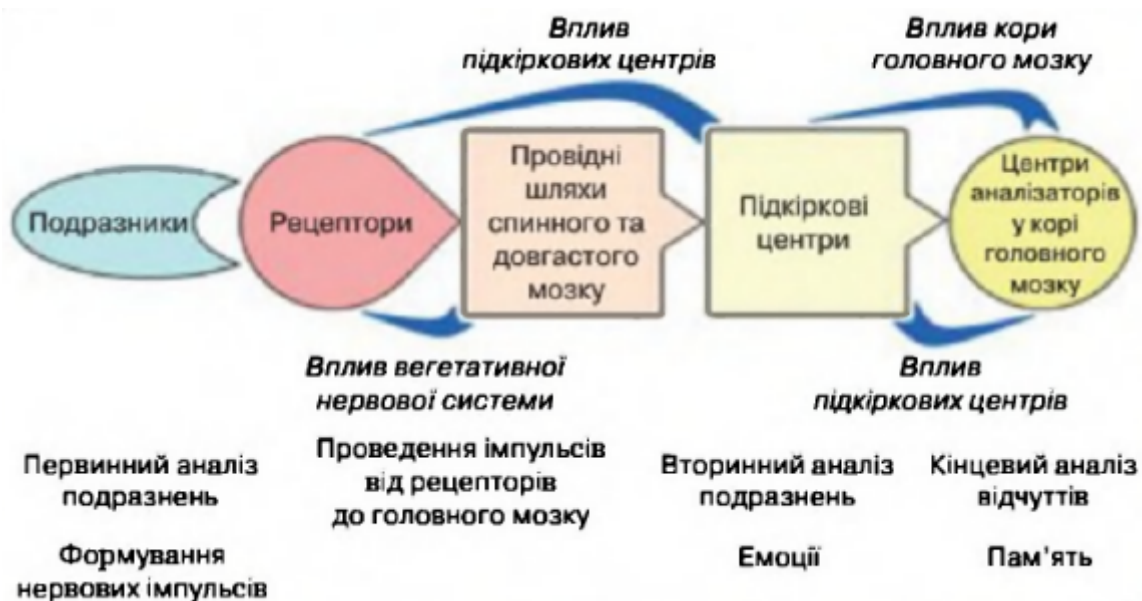 Вплив
підкіркових центрів
Вплив кори
головного мозку
Подразники
Рецептори
Провідні
шляхи
спинного та
довгастого
мозку
Підкіркові
центри
Центри
аналізаторів
у корі
головного
мозку
Вплив вегетативної
нервової системи
Вплив
підкіркових центрів
Первинний аналіз
подразнень
Формування
нервових імпульсів
Проведення імпульсів
від рецепторів
до головного мозку
Вторинний аналіз
подразнень
Емоції
Кінцевий аналіз
відчуттів
Пам'ять